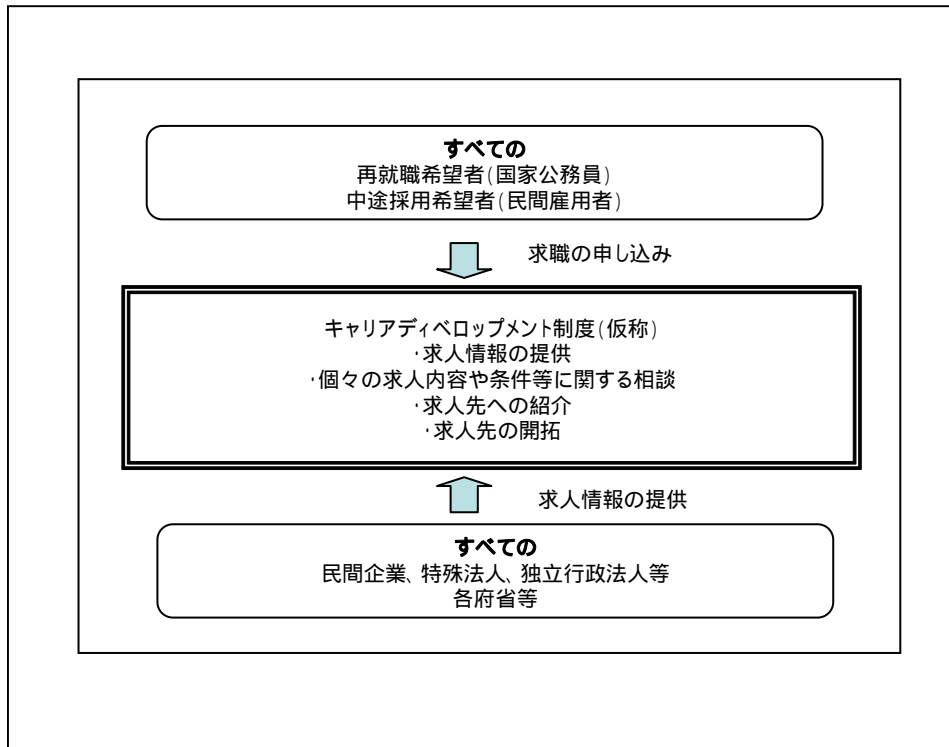 すべての
再就職希望者(国家公務員)
中途採用希望者(民間雇用者)
求職の申し込み
キャリアディベロップメント制度(仮称)
・求人情報の提供
・個々の求人内容や条件等に関する相談
・求人先への紹介
・求人先の開拓
求人情報の提供
すべての
民間企業、特殊法人、独立行政法人等
各府省等